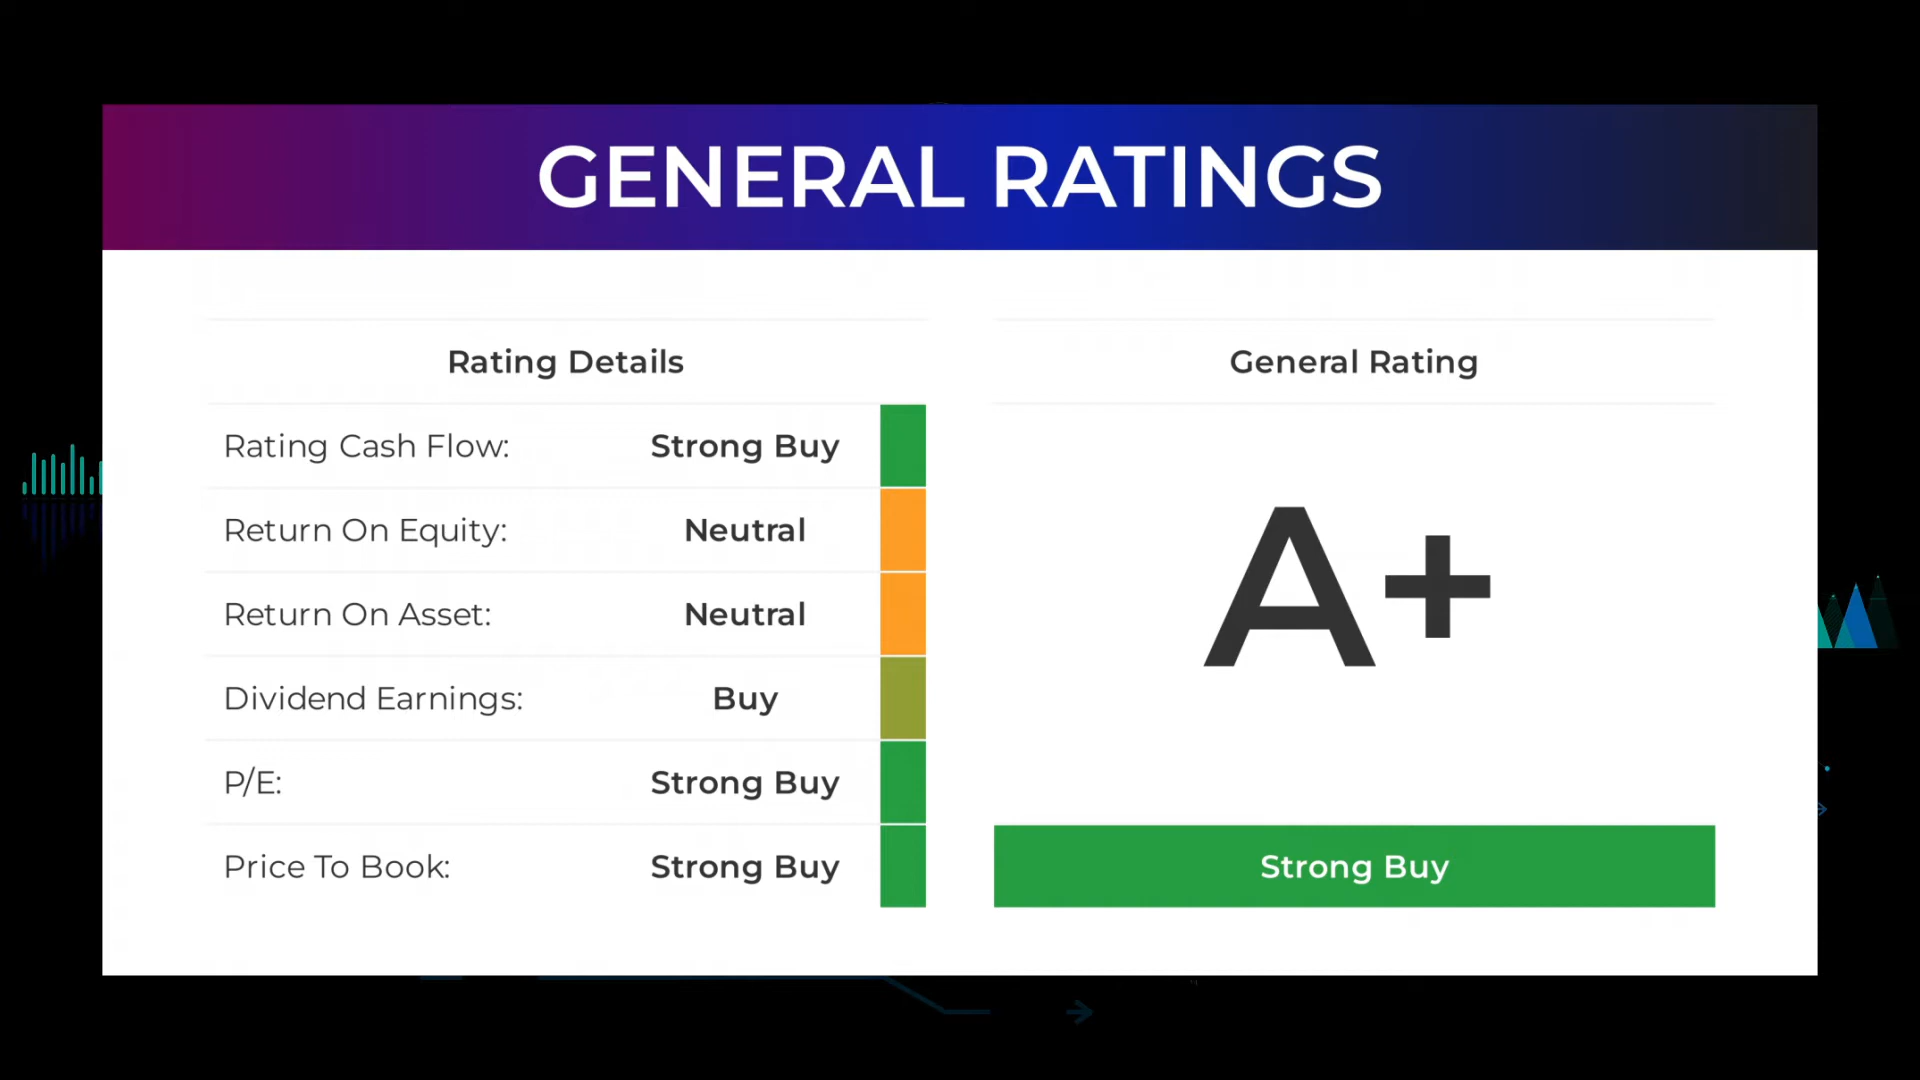 GENERAL RATINGS
Rating Details
Rating Cash Flow: Strong Buy
Return On Equity: Neutral
Return On Asset: Neutral
Dividend Earnings: Buy
P/E: Strong Buy
Price To Book: Strong Buy
General Rating
A+
Strong Buy